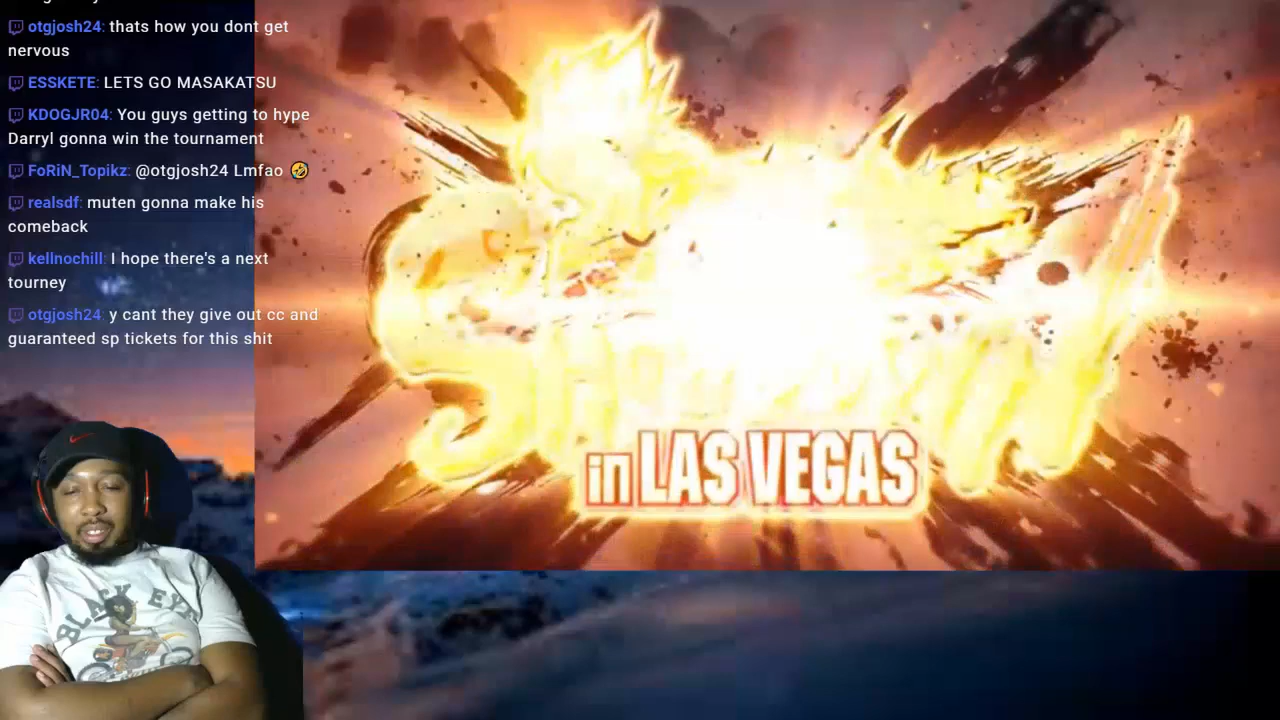 otgjosh24: thats how you dont get
nervous
ESSKETE: LETS GO MASAKATSU
KDOGJR04: You guys getting to hype
Darryl gonna win the tournament
FoRiN_Topikz: @otgjosh24 Lmfao 🤣
realsdf: muten gonna make his
comeback
kellnochill: I hope there's a next
tourney
otgjosh24: y cant they give out cc and
guaranteed sp tickets for this shit
in LAS VEGAS
BLACK EYE